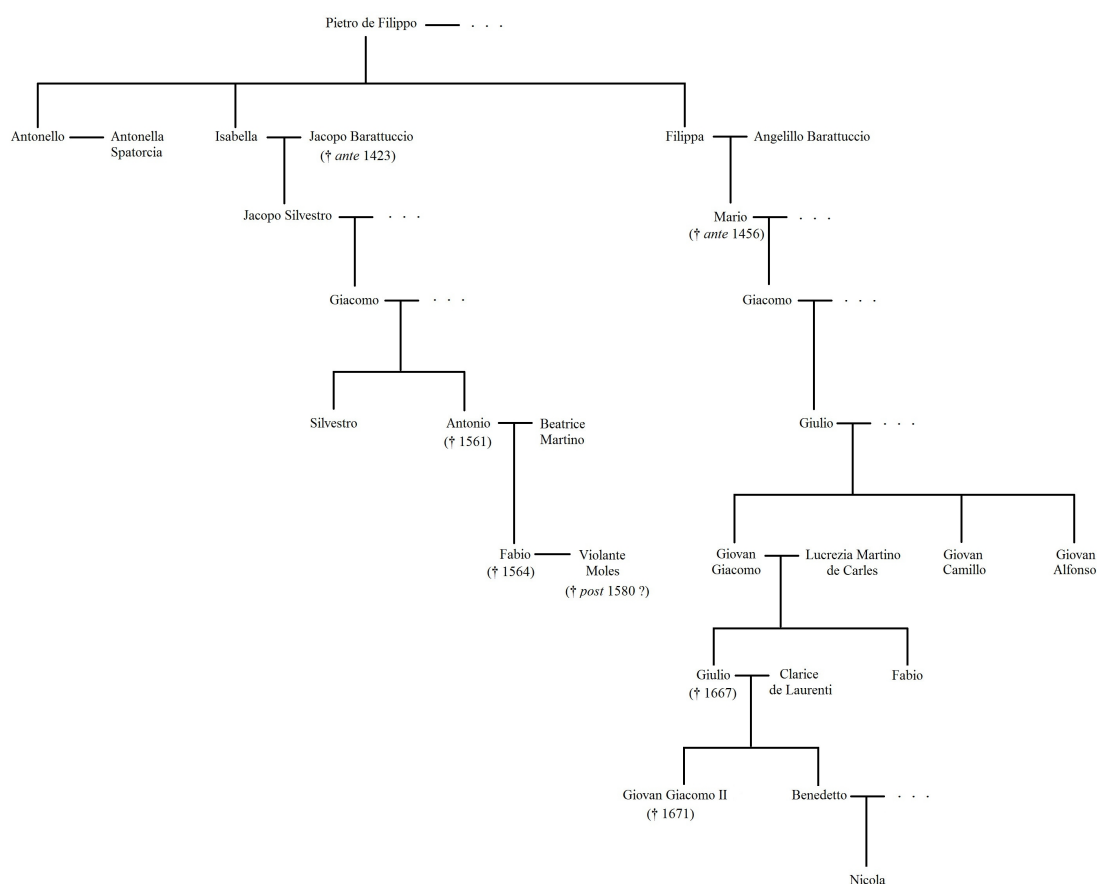 Pietro de Filippo . . .
Antonello Antonella Isabella Jacopo Barattuccio Filippa Angelillo Barattuccio
Spatorcia († ante 1423)
Jacopo Silvestro . . . Mario . . .
(† ante 1456)
Giacomo . . . Giacomo . . .
Silvestro Antonio Beatrice Giulio . . .
(† 1561) Martino
Fabio Violante Giovan Lucrezia Martino Giovan Giovan
(† 1564) Moles Giacomo de Carles Camillo Alfonso
(† post 1580 ?)
Giulio Clarice Fabio
(† 1667) de Laurenti
Giovan Giacomo II Benedetto . . .
(† 1671)
Nicola